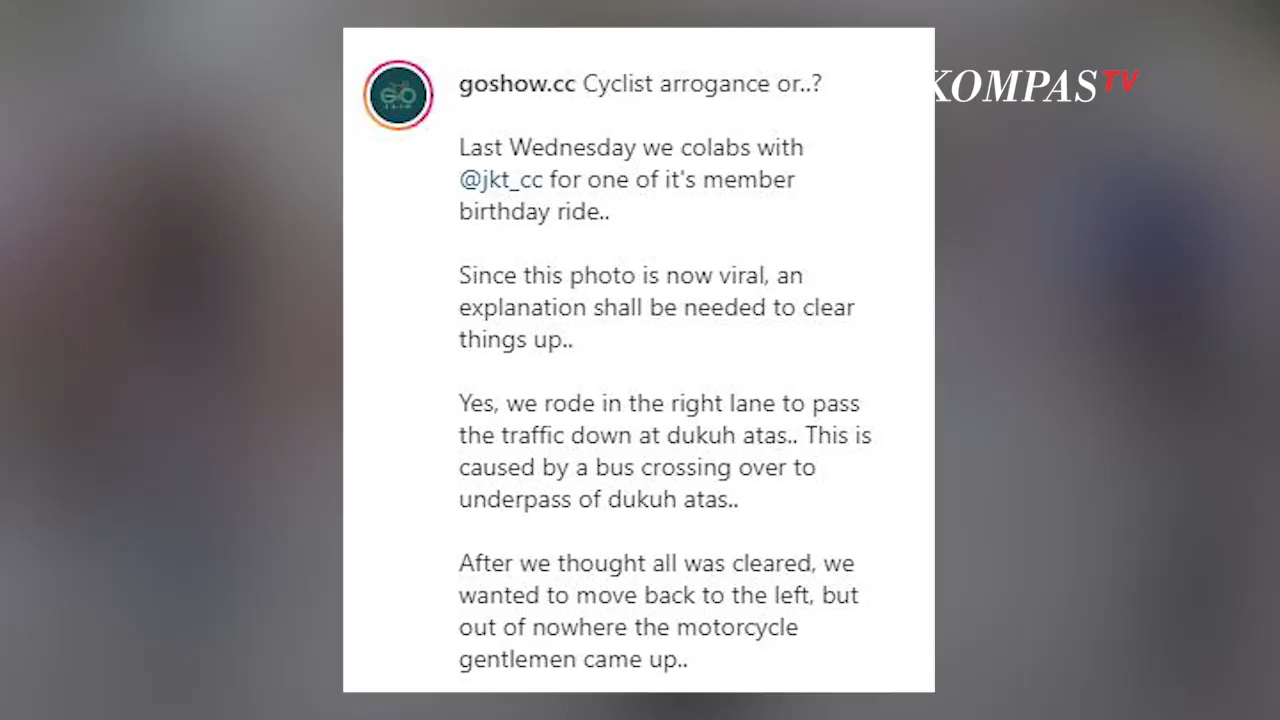 goshow.cc Cyclist arrogance or..?
KOMPAS TV
GO
Last Wednesday we colabs with
@jkt_cc for one of it's member
birthday ride..
Since this photo is now viral, an
explanation shall be needed to clear
things up..
Yes, we rode in the right lane to pass
the traffic down at dukuh atas.. This is
caused by a bus crossing over to
underpass of dukuh atas..
After we thought all was cleared, we
wanted to move back to the left, but
out of nowhere the motorcycle
gentlemen came up..